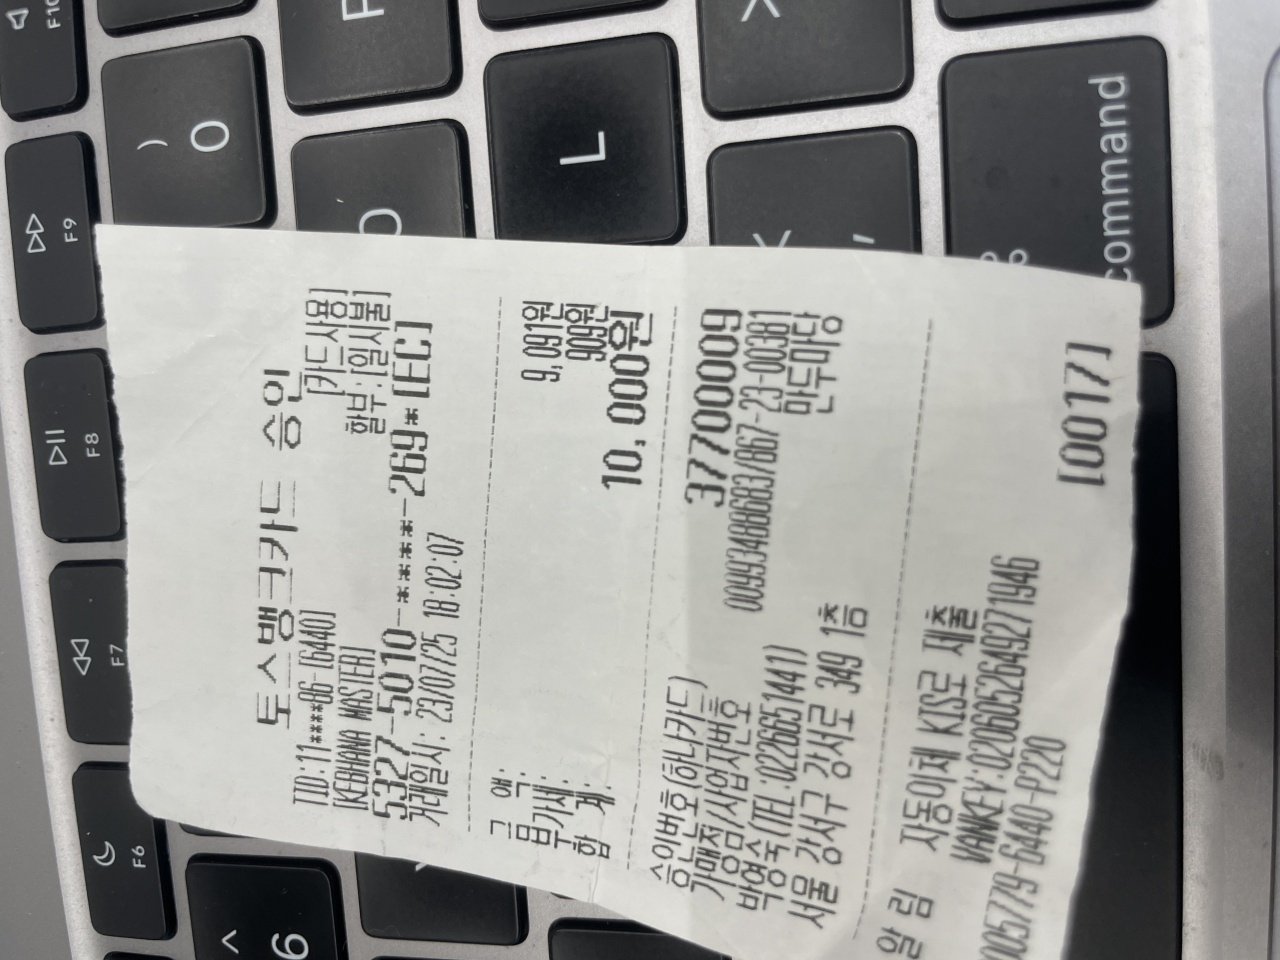 토스뱅크카드 승인
TID:11****86-[6440] [카드사용]
[KEBHANA MASTER] 할부:[일시불]
5327-5010-****-269*[EC]
거래일시: 23/07/25 18:02:07
금 액: 9,091원
부가세: 909원
합 계: 10,000원
승인번호(하나카드) 37700009
가맹점/사업자번호 00993488683/867-23-00381
만두마당
서울 강서구 강서로 349 1층
알 림 자동이체 KIS로 제출
VANKEY:0206052649271946
005779-6440-P220 [0017]
F10
) 0
L
command
F9
F8
F7
F6
^ 6